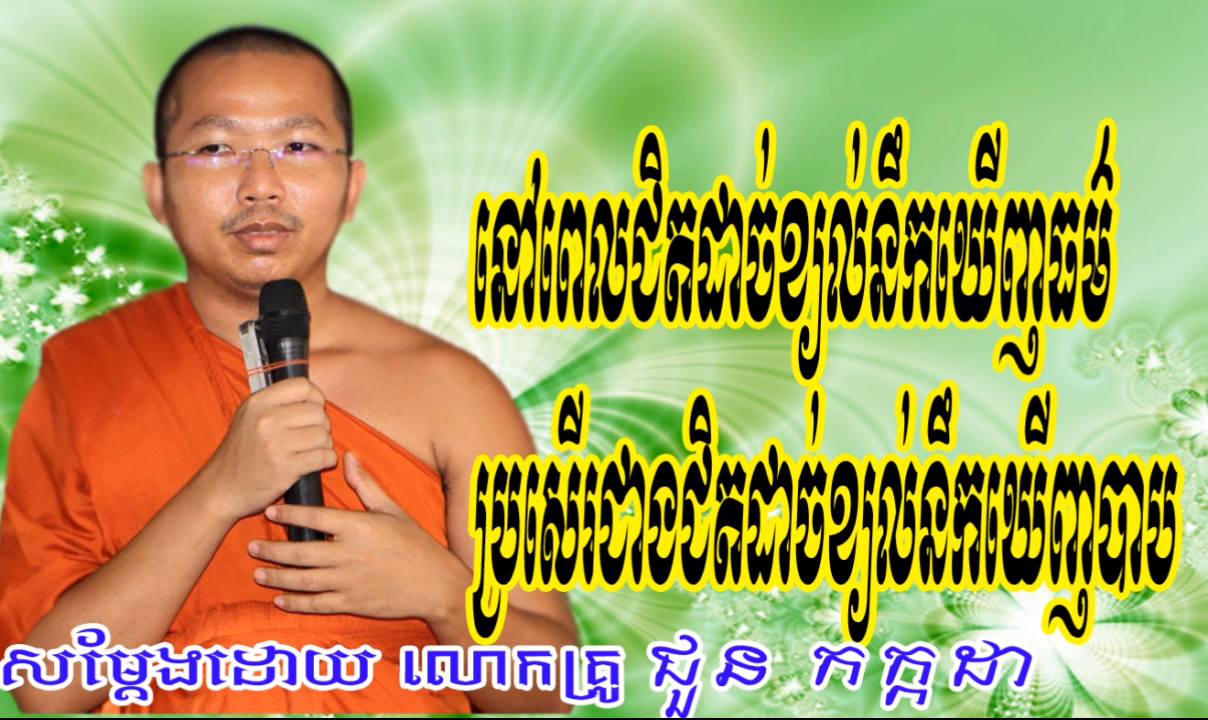 នៅពេលជិតដាច់ខ្យល់នឹកឃើញធម៌
ប្រសើរជាងជិតដាច់ខ្យល់នឹកឃើញបាប
សម្ដែងដោយ លោកគ្រូ ជួន កក្កដា